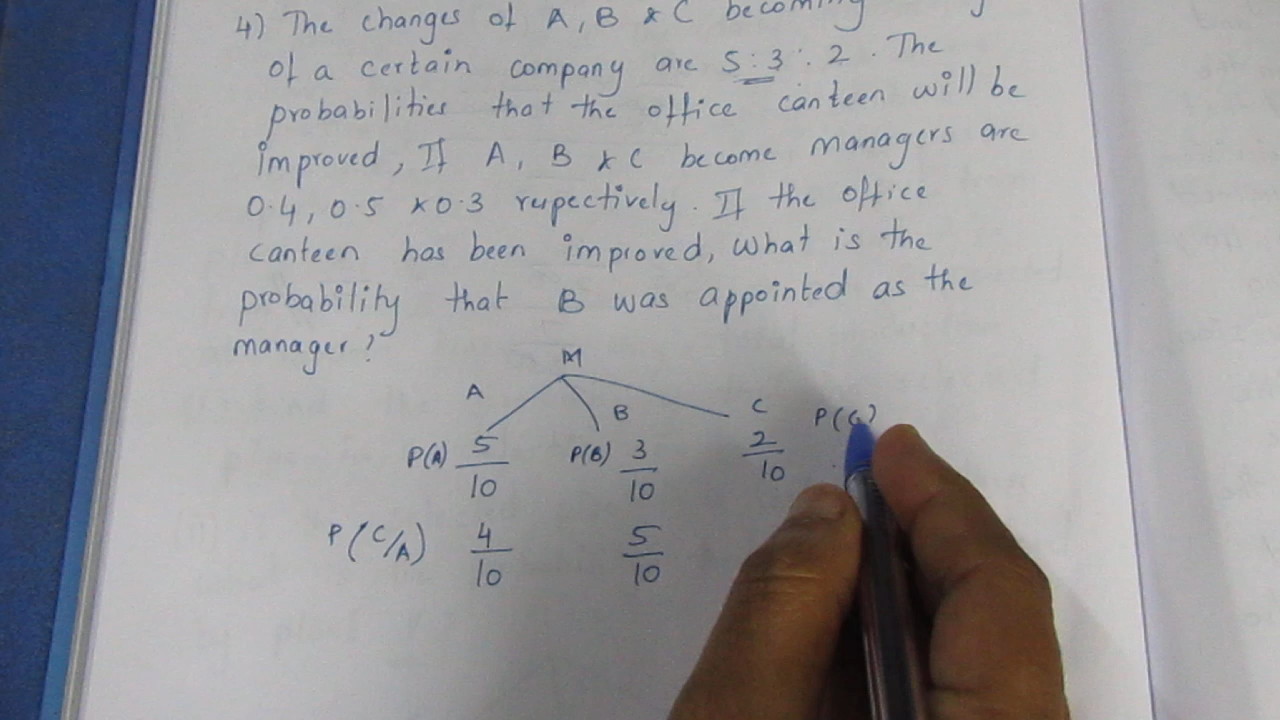 4) The changes of A, B & C becoming
of a certain company are 5:3:2. The
probabilities that the office canteen will be
improved, If A, B & C become managers are
0.4, 0.5 & 0.3 rupectively. If the office
canteen has been improved, what is the
probability that B was appointed as the
manager?
M
A B C
P(A) 5/10 P(B) 3/10 2/10 P(C)
P(C/A) 4/10 5/10